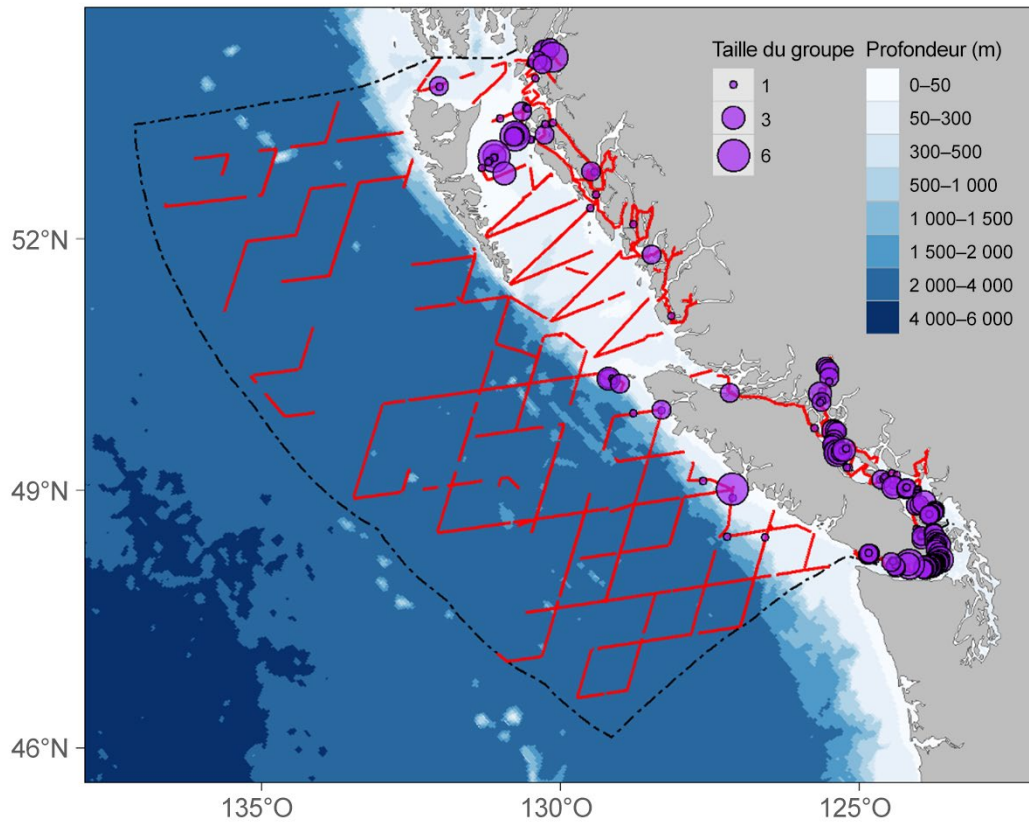 Taille du groupe
1
3
6
Profondeur (m)
0–50
50–300
300–500
500–1 000
1 000–1 500
1 500–2 000
2 000–4 000
4 000–6 000
52°N
49°N
46°N
135°O
130°O
125°O